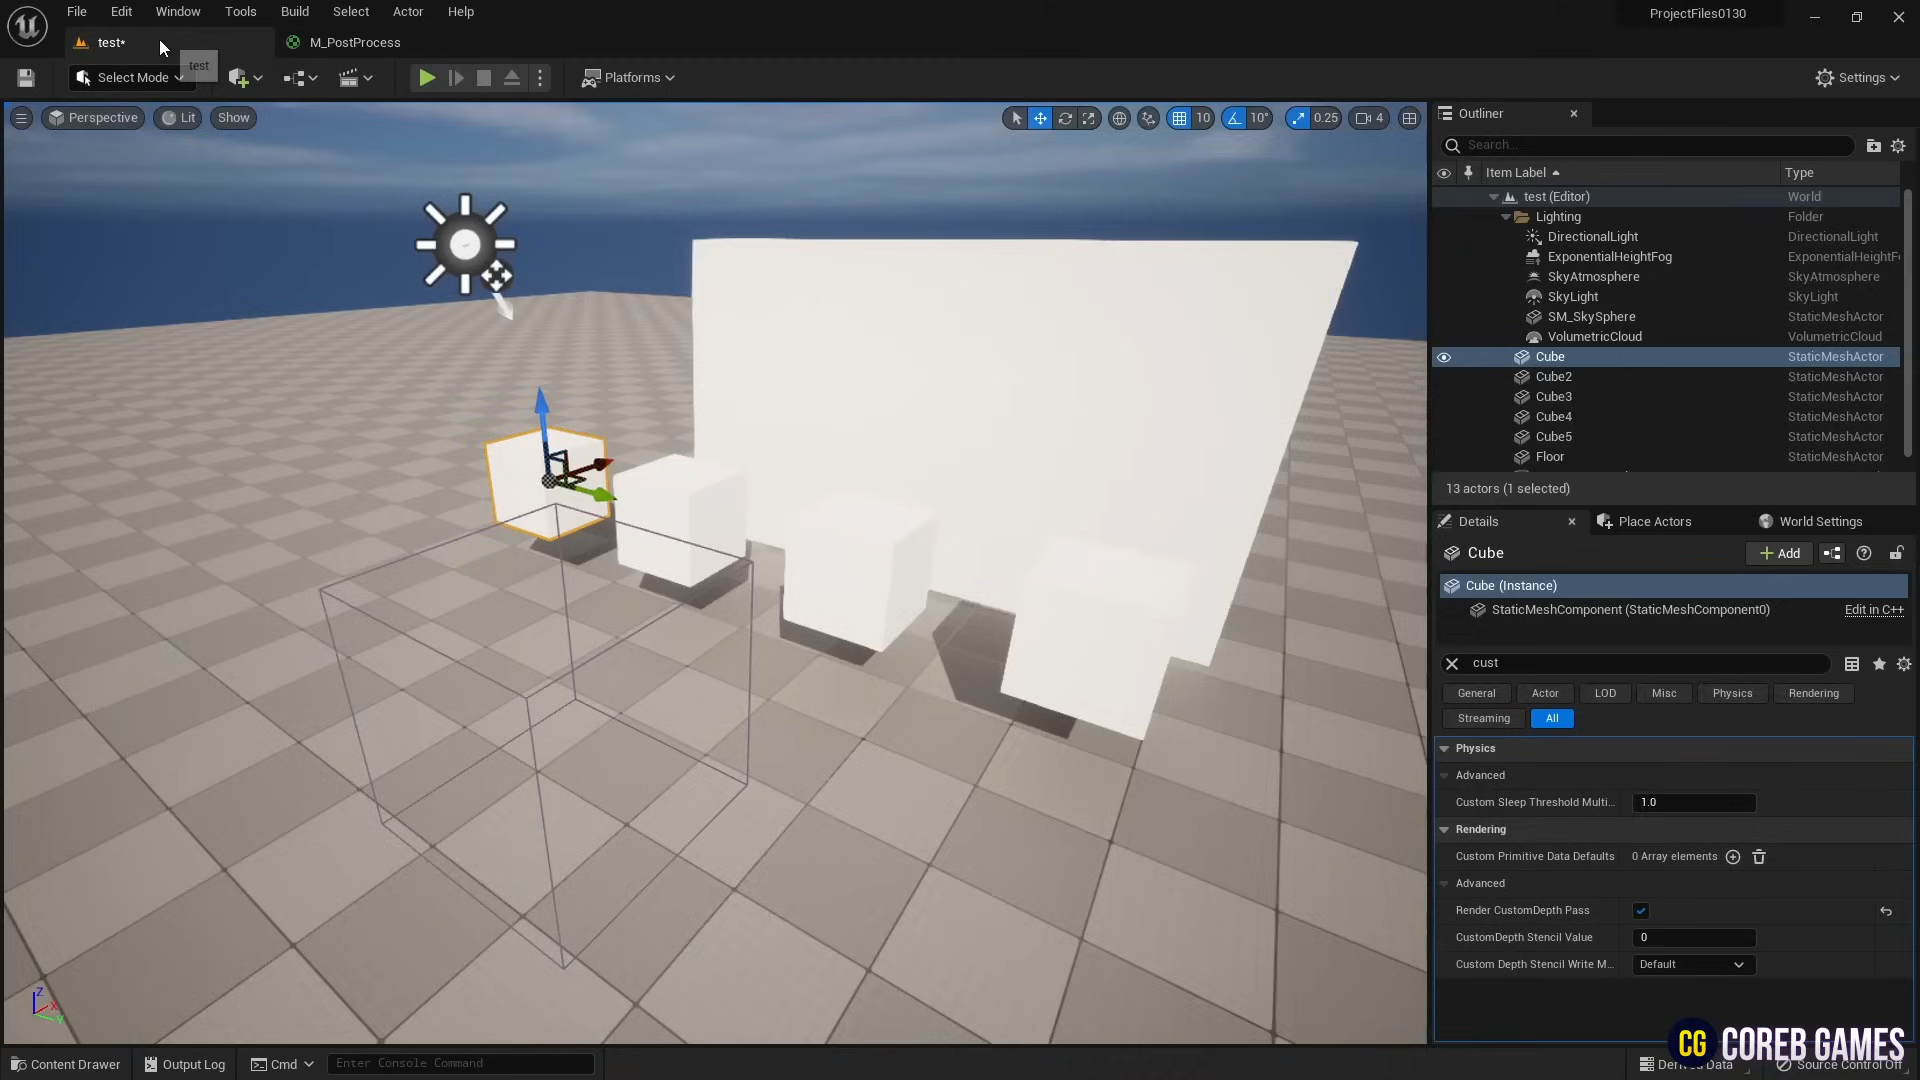 File Edit Window Tools Build Select Actor Help
ProjectFiles0130
test*
M_PostProcess
test
Select Mode
Platforms
Settings
Perspective Lit Show
10 10° 0.25 4
Outliner
Search...
Item Label Type
test (Editor) World
Lighting Folder
DirectionalLight DirectionalLight
ExponentialHeightFog ExponentialHeightF
SkyAtmosphere SkyAtmosphere
SkyLight SkyLight
SM_SkySphere StaticMeshActor
VolumetricCloud VolumetricCloud
Cube StaticMeshActor
Cube2 StaticMeshActor
Cube3 StaticMeshActor
Cube4 StaticMeshActor
Cube5 StaticMeshActor
Floor StaticMeshActor
13 actors (1 selected)
Details Place Actors World Settings
Cube
Add
Cube (Instance)
StaticMeshComponent (StaticMeshComponent0) Edit in C++
cust
General Actor LOD Misc Physics Rendering
Streaming All
Physics
Advanced
Custom Sleep Threshold Multi... 1.0
Rendering
Custom Primitive Data Defaults 0 Array elements
Advanced
Render CustomDepth Pass
CustomDepth Stencil Value 0
Custom Depth Stencil Write M... Default
Z
X
Y
CG COREB GAMES
Content Drawer Output Log Cmd Enter Console Command
Derived Data Source Control Off